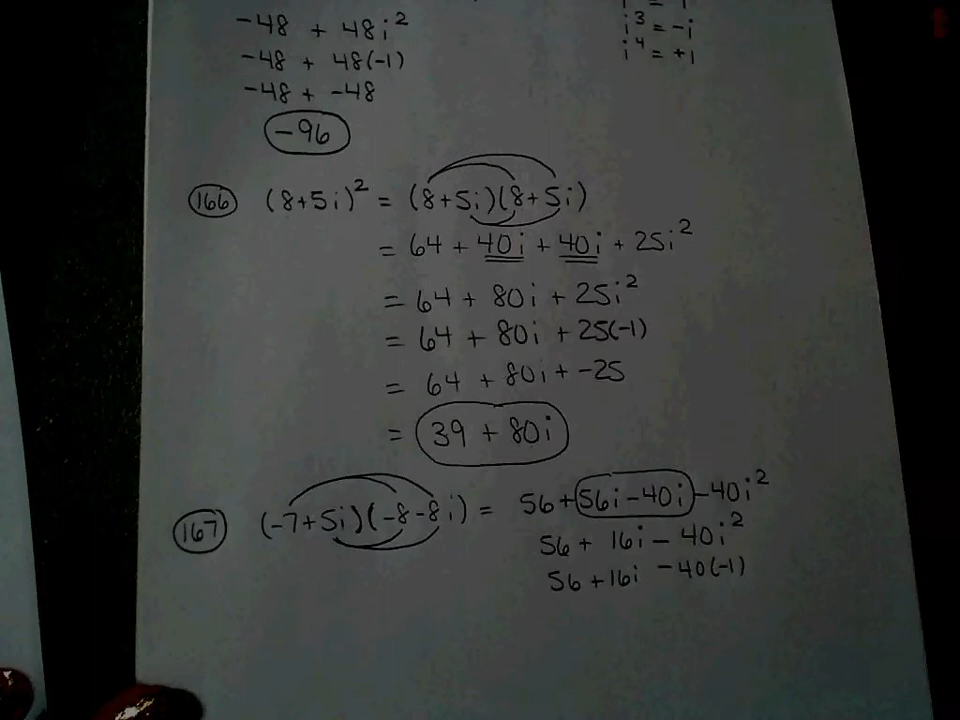 -48 + 48i²
i³ = -i
-48 + 48(-1)
i⁴ = +1
-48 + -48
-96
166 (8+5i)² = (8+5i)(8+5i)
= 64 + 40i + 40i + 25i²
= 64 + 80i + 25i²
= 64 + 80i + 25(-1)
= 64 + 80i + -25
= 39 + 80i
167 (-7+5i)(-8-8i) = 56+56i-40i-40i²
56 + 16i - 40i²
56 + 16i - 40(-1)